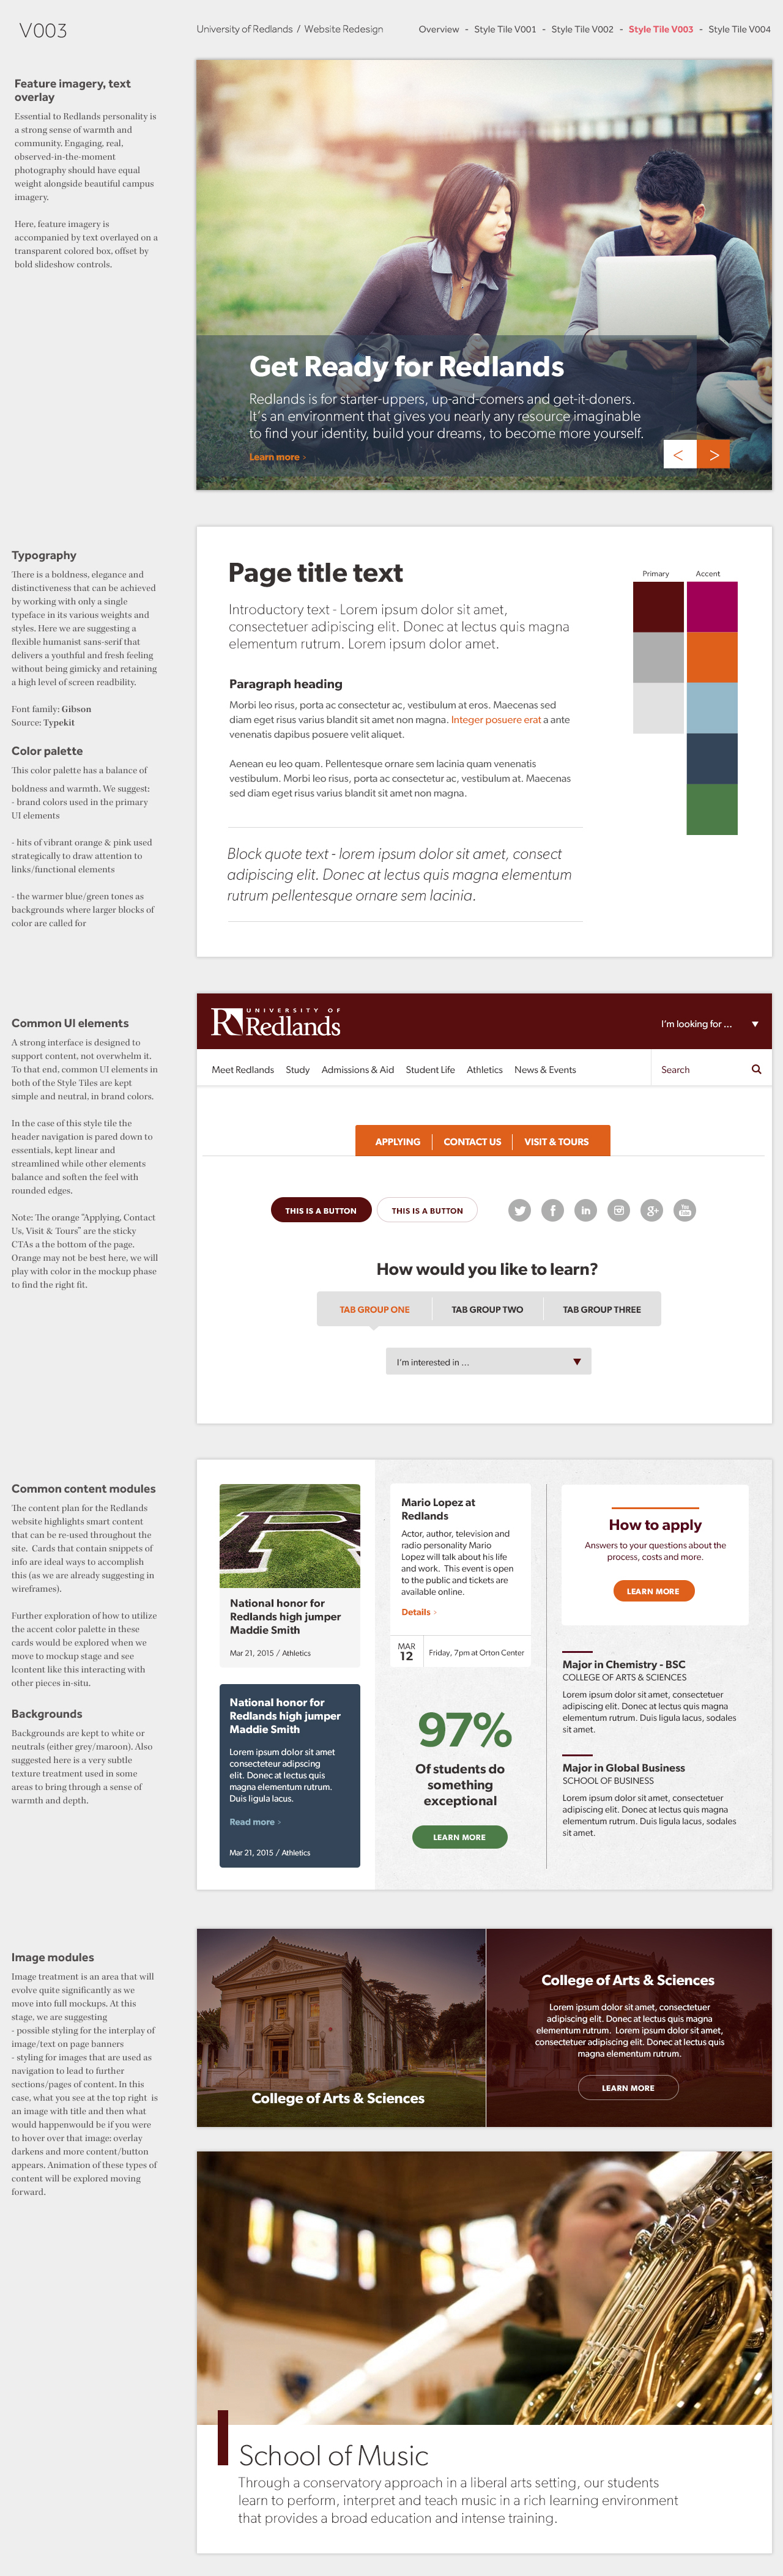 V003
University of Redlands / Website Redesign
Overview - Style Tile V001 - Style Tile V002 - Style Tile V003 - Style Tile V004
Feature imagery, text
overlay
Essential to Redlands personality is
a strong sense of warmth and
community. Engaging, real,
observed-in-the-moment
photography should have equal
weight alongside beautiful campus
imagery.
Here, feature imagery is
accompanied by text overlayed on a
transparent colored box, offset by
bold slideshow controls.
Get Ready for Redlands
Redlands is for starter-uppers, up-and-comers and get-it-doners.
It's an environment that gives you nearly any resource imaginable
to find your identity, build your dreams, to become more yourself.
Learn more >
< >
Typography
There is a boldness, elegance and
distinctiveness that can be achieved
by working with only a single
typeface in its various weights and
styles. Here we are suggesting a
flexible humanist sans-serif that
delivers a youthful and fresh feeling
without being gimicky and retaining
a high level of screen readbility.
Font family: Gibson
Source: Typekit
Color palette
This color palette has a balance of
boldness and warmth. We suggest:
- brand colors used in the primary
UI elements
- hits of vibrant orange & pink used
strategically to draw attention to
links/functional elements
- the warmer blue/green tones as
backgrounds where larger blocks of
color are called for
Page title text
Introductory text - Lorem ipsum dolor sit amet,
consectetuer adipiscing elit. Donec at lectus quis magna
elementum rutrum. Lorem ipsum dolor amet.
Paragraph heading
Morbi leo risus, porta ac consectetur ac, vestibulum at eros. Maecenas sed
diam eget risus varius blandit sit amet non magna. Integer posuere erat a ante
venenatis dapibus posuere velit aliquet.
Aenean eu leo quam. Pellentesque ornare sem lacinia quam venenatis
vestibulum. Morbi leo risus, porta ac consectetur ac, vestibulum at. Maecenas
sed diam eget risus varius blandit sit amet non magna.
Block quote text - lorem ipsum dolor sit amet, consect
adipiscing elit. Donec at lectus quis magna elementum
rutrum pellentesque ornare sem lacinia.
Primary Accent
Common UI elements
A strong interface is designed to
support content, not overwhelm it.
To that end, common UI elements in
both of the Style Tiles are kept
simple and neutral, in brand colors.
In the case of this style tile the
header navigation is pared down to
essentials, kept linear and
streamlined while other elements
balance and soften the feel with
rounded edges.
Note: The orange "Applying, Contact
Us, Visit & Tours" are the sticky
CTAs a the bottom of the page.
Orange may not be best here, we will
play with color in the mockup phase
to find the right fit.
UNIVERSITY OF
R Redlands
I'm looking for ...
Meet Redlands Study Admissions & Aid Student Life Athletics News & Events
Search
APPLYING CONTACT US VISIT & TOURS
THIS IS A BUTTON THIS IS A BUTTON
f in g+ You Tube
How would you like to learn?
TAB GROUP ONE TAB GROUP TWO TAB GROUP THREE
I'm interested in ...
Common content modules
The content plan for the Redlands
website highlights smart content
that can be re-used throughout the
site. Cards that contain snippets of
info are ideal ways to accomplish
this (as we are already suggesting in
wireframes).
Further exploration of how to utilize
the accent color palette in these
cards would be explored when we
move to mockup stage and see
lcontent like this interacting with
other pieces in-situ.
Backgrounds
Backgrounds are kept to white or
neutrals (either grey/maroon). Also
suggested here is a very subtle
texture treatment used in some
areas to bring through a sense of
warmth and depth.
R
National honor for
Redlands high jumper
Maddie Smith
Mar 21, 2015 / Athletics
National honor for
Redlands high jumper
Maddie Smith
Lorem ipsum dolor sit amet
consecteteur adipscing
elit. Donec at lectus quis
magna elementum rutrum.
Duis ligula lacus.
Read more >
Mar 21, 2015 / Athletics
Mario Lopez at
Redlands
Actor, author, television and
radio personality Mario
Lopez will talk about his life
and work. This event is open
to the public and tickets are
available online.
Details >
MAR
12
Friday, 7pm at Orton Center
97%
Of students do
something
exceptional
LEARN MORE
How to apply
Answers to your questions about the
process, costs and more.
LEARN MORE
Major in Chemistry - BSC
COLLEGE OF ARTS & SCIENCES
Lorem ipsum dolor sit amet, consectetuer
adipiscing elit. Donec at lectus quis magna
elementum rutrum. Duis ligula lacus, sodales
sit amet.
Major in Global Business
SCHOOL OF BUSINESS
Lorem ipsum dolor sit amet, consectetuer
adipiscing elit. Donec at lectus quis magna
elementum rutrum. Duis ligula lacus, sodales
sit amet.
Image modules
Image treatment is an area that will
evolve quite significantly as we
move into full mockups. At this
stage, we are suggesting
- possible styling for the interplay of
image/text on page banners
- styling for images that are used as
navigation to lead to further
sections/pages of content. In this
case, what you see at the top right is
an image with title and then what
would happenwould be if you were
to hover over that image: overlay
darkens and more content/button
appears. Animation of these types of
content will be explored moving
forward.
College of Arts & Sciences
College of Arts & Sciences
Lorem ipsum dolor sit amet, consectetuer
adipiscing elit. Donec at lectus quis magna
elementum rutrum. Lorem ipsum dolor sit amet,
consectetuer adipiscing elit. Donec at lectus quis
magna elementum rutrum.
LEARN MORE
School of Music
Through a conservatory approach in a liberal arts setting, our students
learn to perform, interpret and teach music in a rich learning environment
that provides a broad education and intense training.